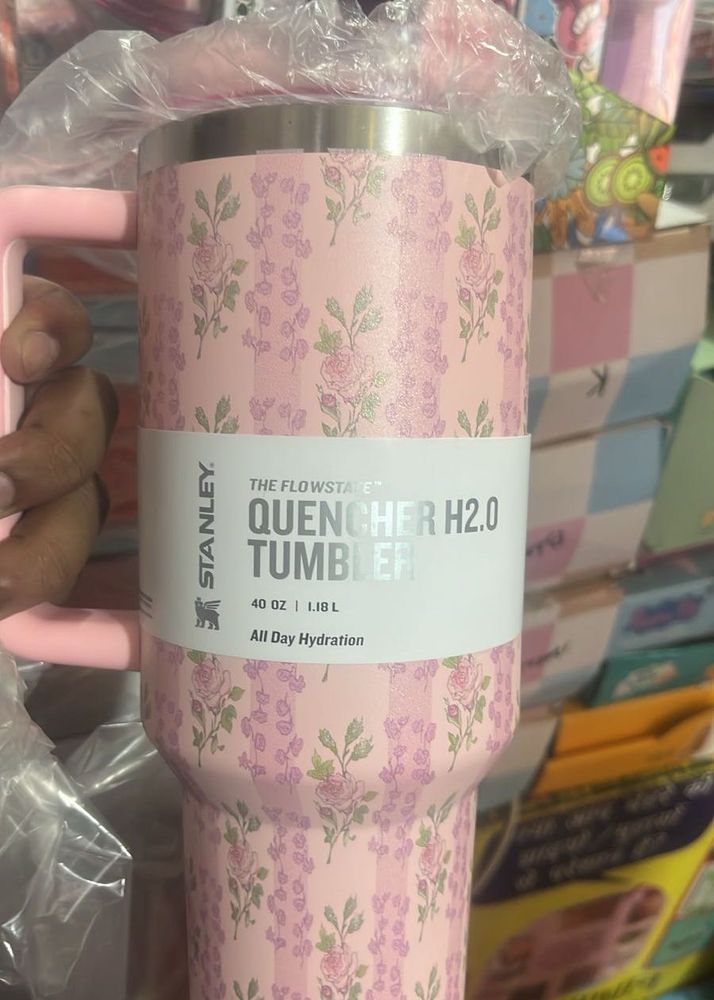 STANLEY®
THE FLOWSTATE™
QUENCHER H2.0
TUMBLER
40 OZ | 1.18 L
All Day Hydration